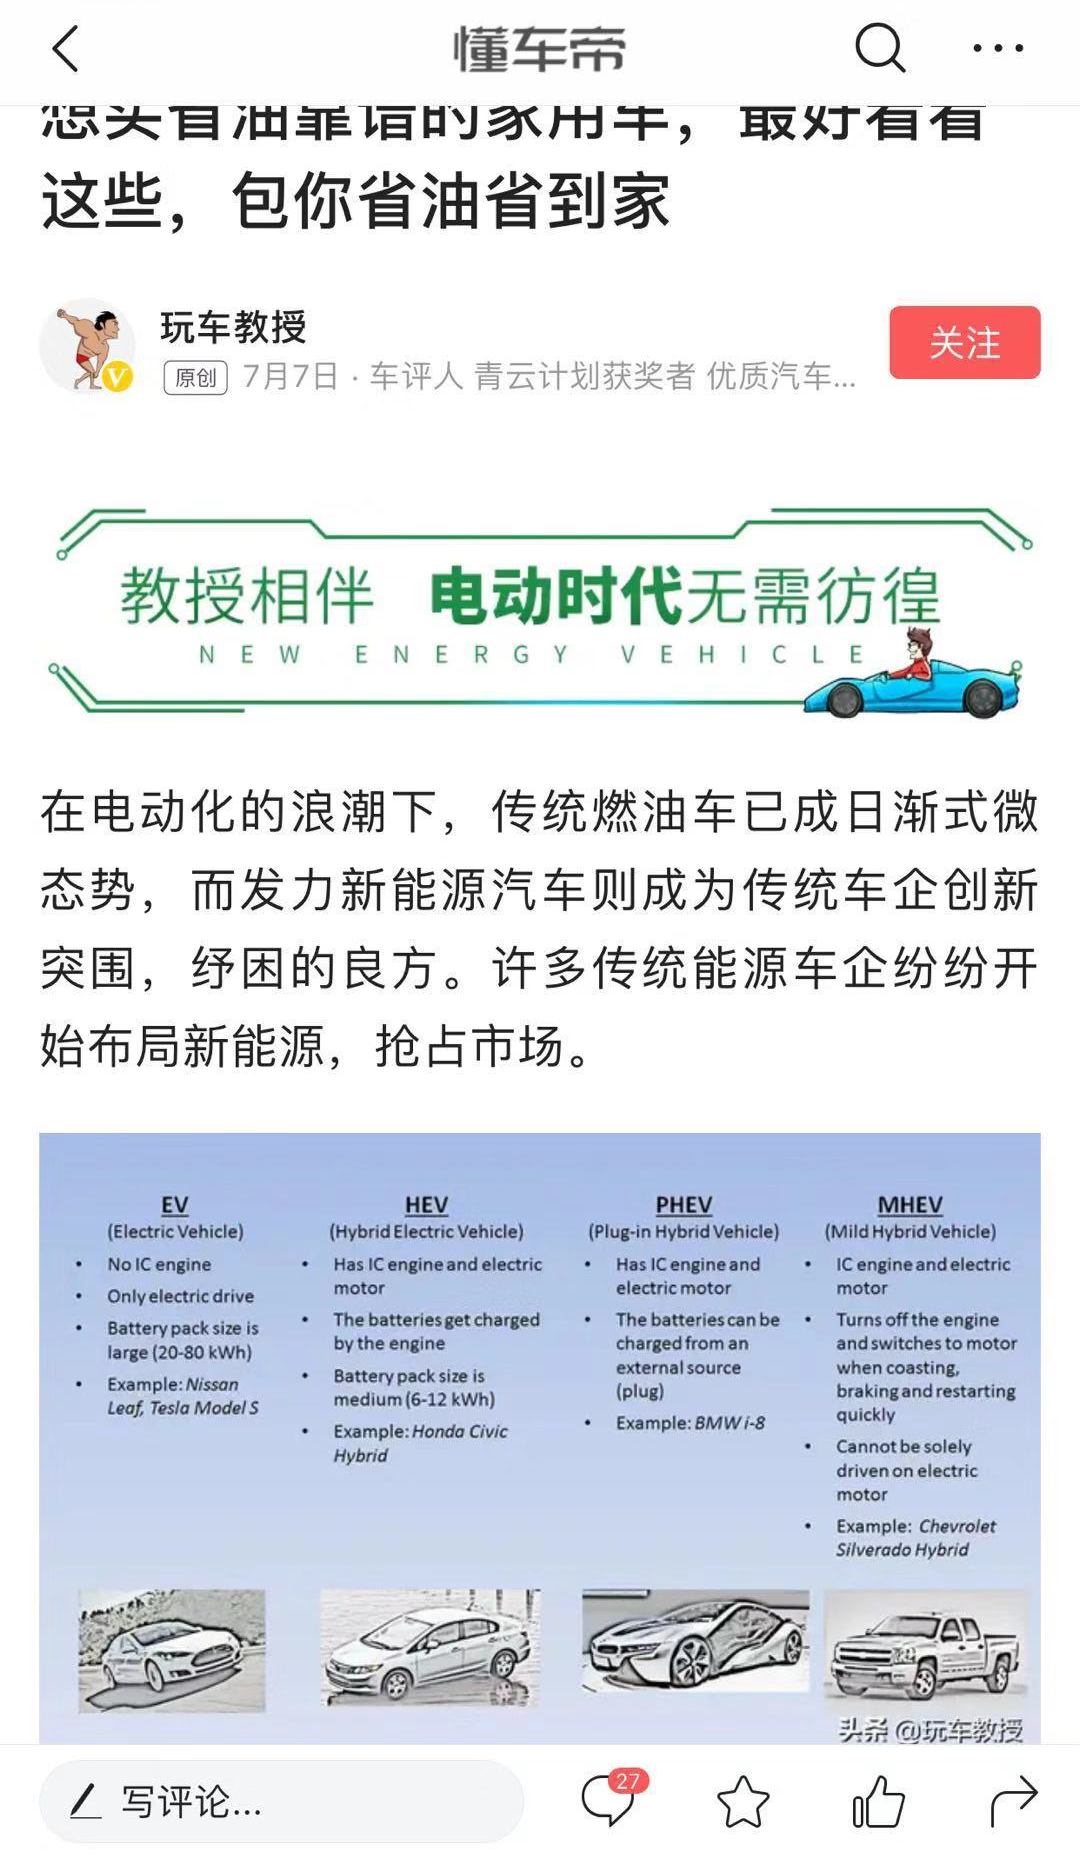 懂车帝
想买省油靠谱的家用车，最好看看
这些，包你省油省到家
玩车教授
原创 7月7日 · 车评人 青云计划获奖者 优质汽车...
关注
教授相伴 电动时代无需彷徨
NEW ENERGY VEHICLE
在电动化的浪潮下，传统燃油车已成日渐式微
态势，而发力新能源汽车则成为传统车企创新
突围，纾困的良方。许多传统能源车企纷纷开
始布局新能源，抢占市场。
EV
(Electric Vehicle)
• No IC engine
• Only electric drive
• Battery pack size is
large (20-80 kWh)
• Example: Nissan
Leaf, Tesla Model S
HEV
(Hybrid Electric Vehicle)
• Has IC engine and electric
motor
• The batteries get charged
by the engine
• Battery pack size is
medium (6-12 kWh)
• Example: Honda Civic
Hybrid
PHEV
(Plug-in Hybrid Vehicle)
• Has IC engine and
electric motor
• The batteries can be
charged from an
external source
(plug)
• Example: BMW i-8
MHEV
(Mild Hybrid Vehicle)
• IC engine and electric
motor
• Turns off the engine
and switches to motor
when coasting,
braking and restarting
quickly
• Cannot be solely
driven on electric
motor
• Example: Chevrolet
Silverado Hybrid
头条 @玩车教授
写评论...
27